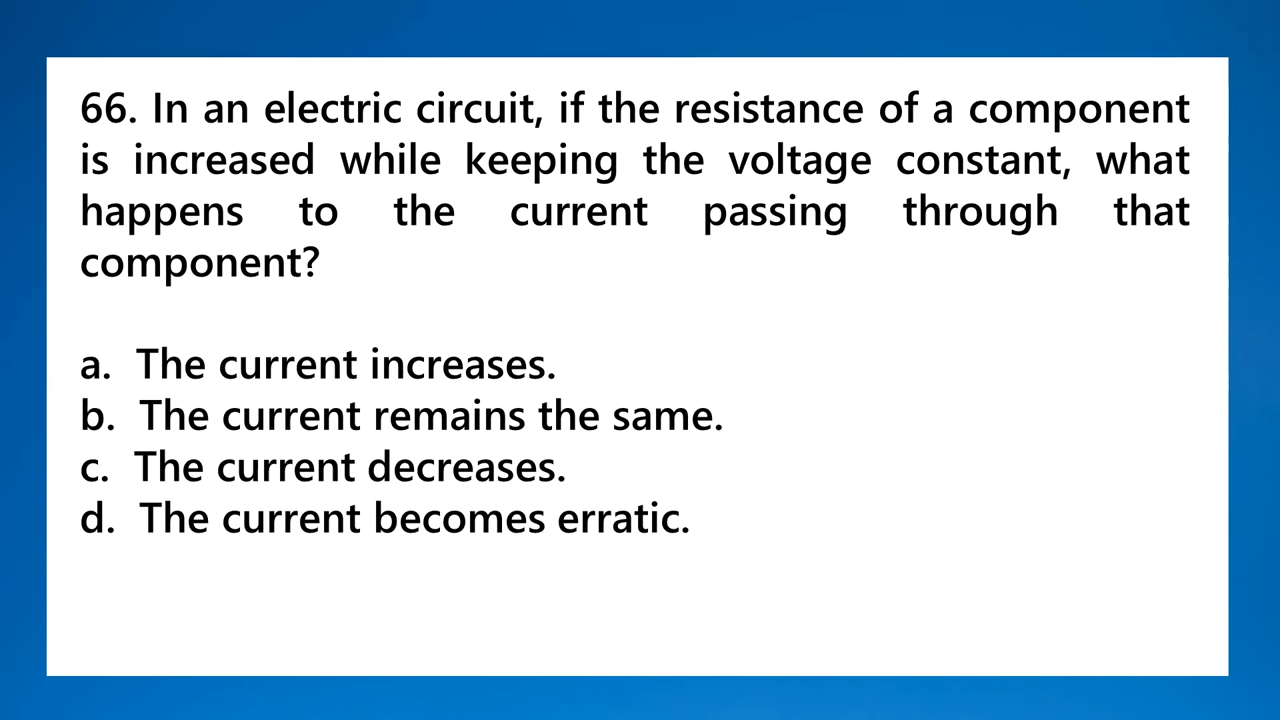 66. In an electric circuit, if the resistance of a component
is increased while keeping the voltage constant, what
happens to the current passing through that
component?
a. The current increases.
b. The current remains the same.
c. The current decreases.
d. The current becomes erratic.